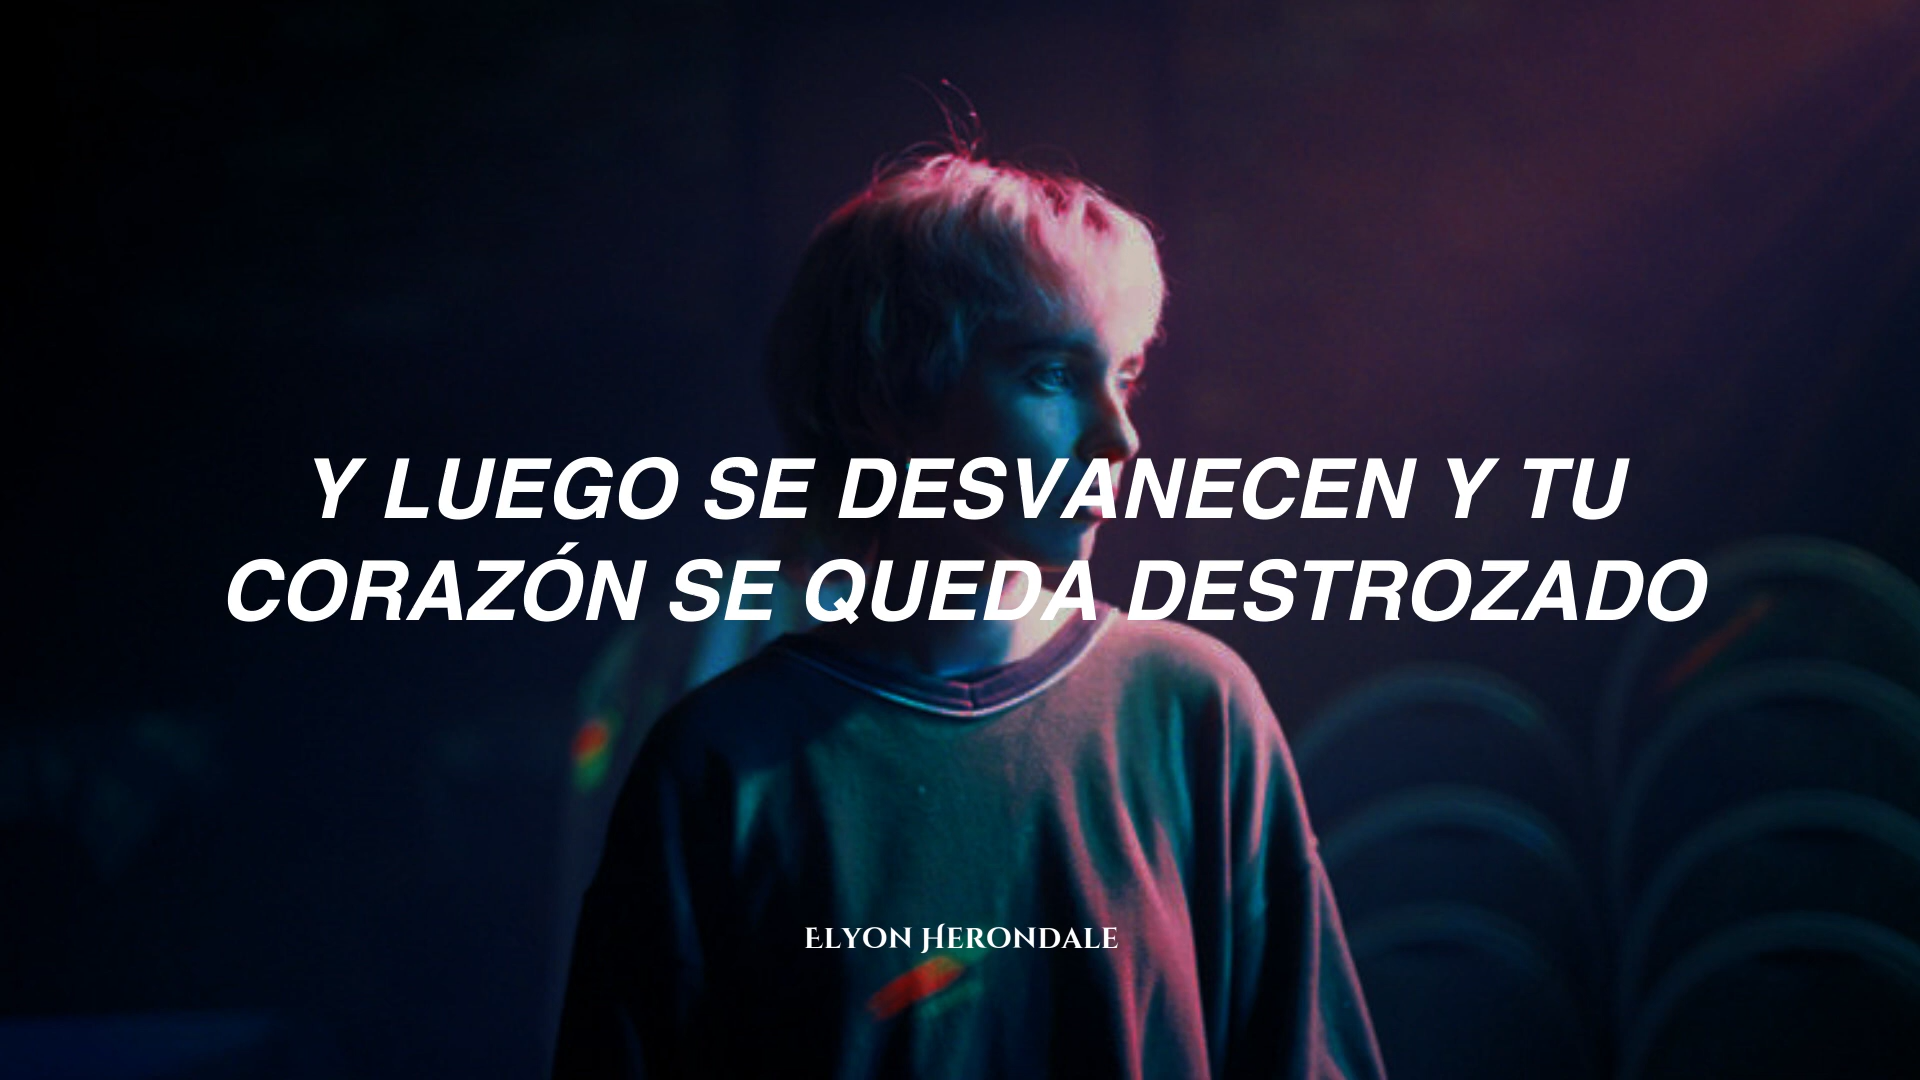 Y LUEGO SE DESVANECEN Y TU
CORAZÓN SE QUEDA DESTROZADO
Elyon Herondale